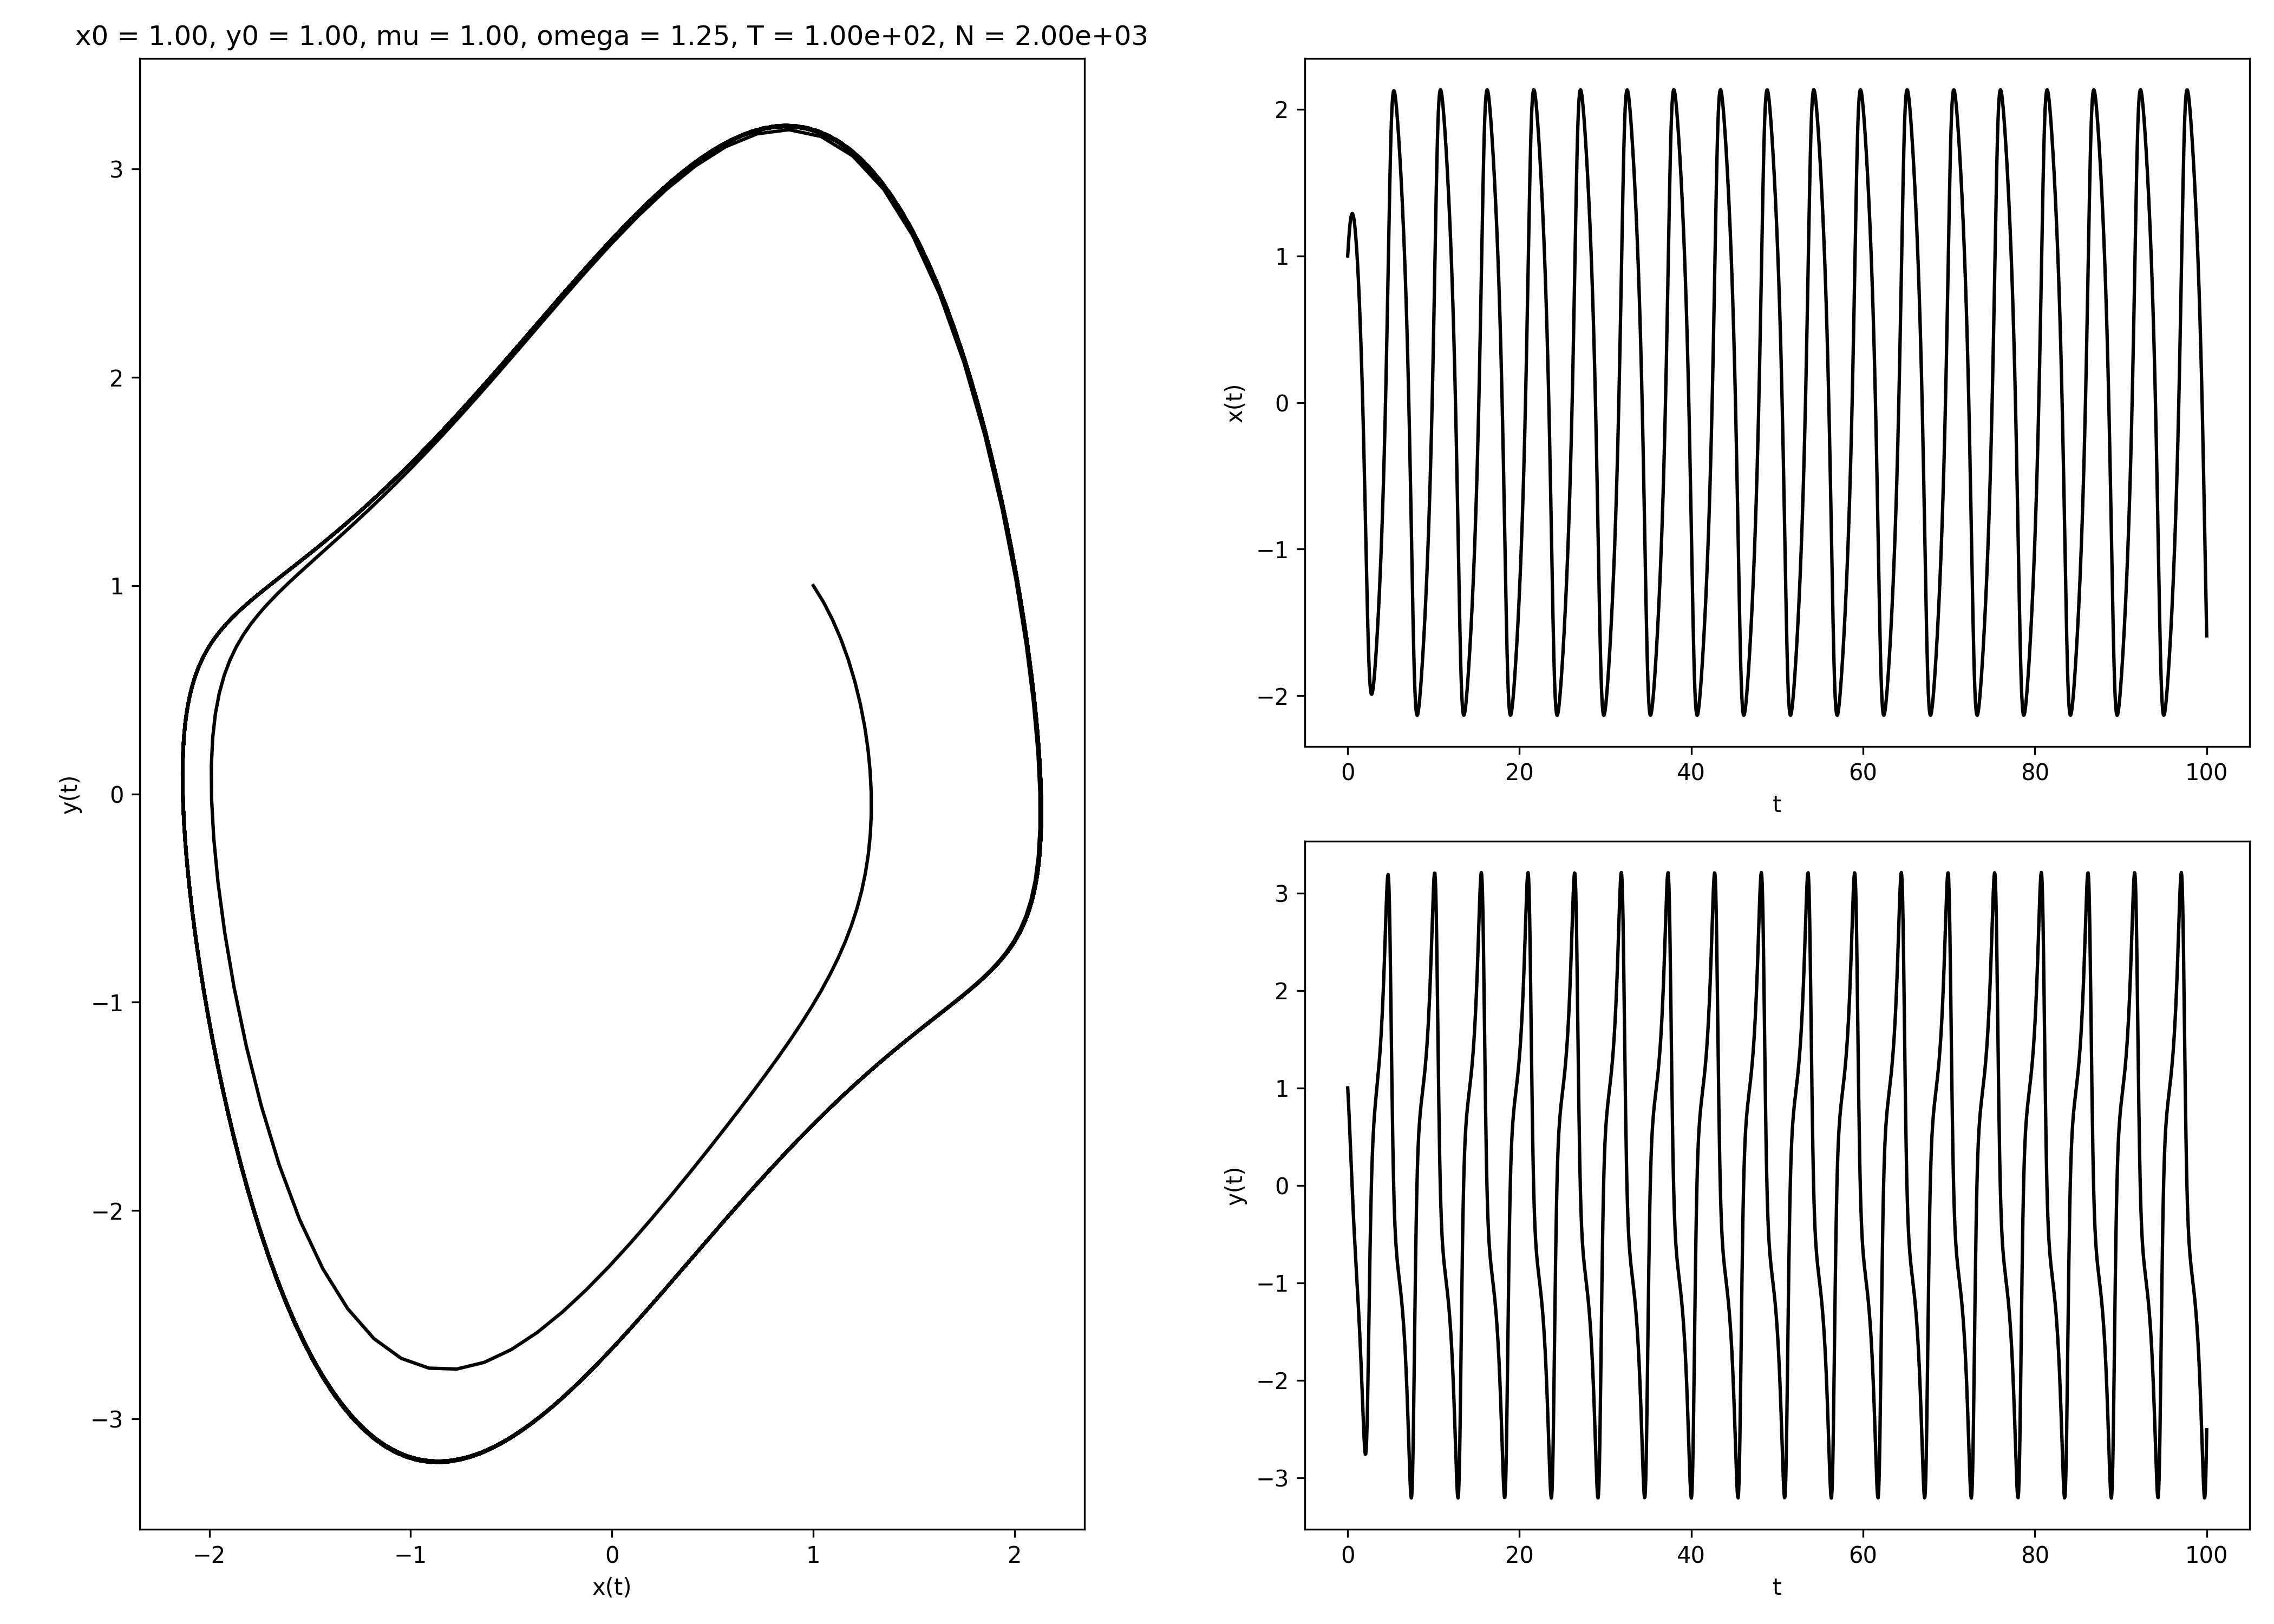 x0 = 1.00, y0 = 1.00, mu = 1.00, omega = 1.25, T = 1.00e+02, N = 2.00e+03
3
2
1
0
−1
−2
−3
y(t)
−2 −1 0 1 2
x(t)
2
1
0
−1
−2
x(t)
0 20 40 60 80 100
t
3
2
1
0
−1
−2
−3
y(t)
0 20 40 60 80 100
t